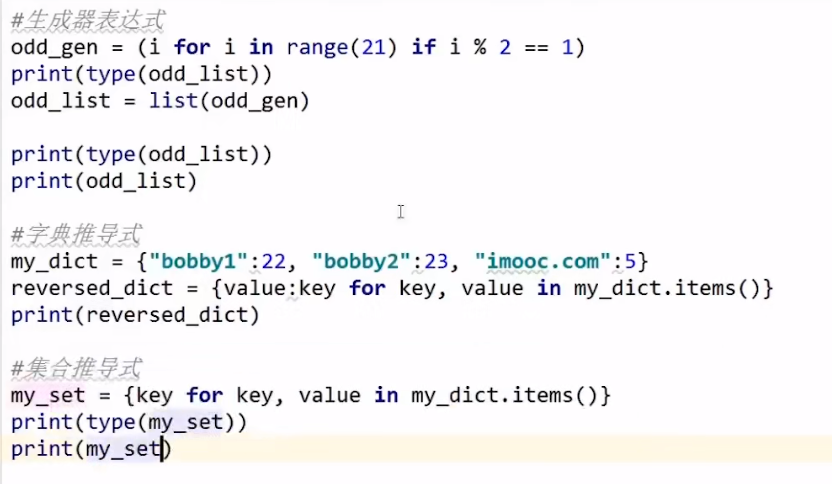 #生成器表达式
odd_gen = (i for i in range(21) if i % 2 == 1)
print(type(odd_list))
odd_list = list(odd_gen)
print(type(odd_list))
print(odd_list)
#字典推导式
my_dict = {"bobby1":22, "bobby2":23, "imooc.com":5}
reversed_dict = {value:key for key, value in my_dict.items()}
print(reversed_dict)
#集合推导式
my_set = {key for key, value in my_dict.items()}
print(type(my_set))
print(my_set)